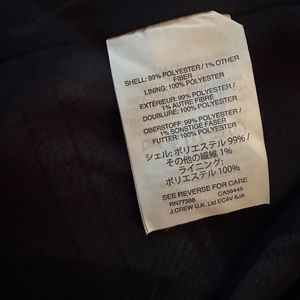 SHELL: 99% POLYESTER / 1% OTHER
FIBER
LINING: 100% POLYESTER
EXTÉRIEUR: 99% POLYESTER /
1% AUTRE FIBRE
DOUBLURE: 100% POLYESTER
OBERSTOFF: 99% POLYESTER
/ 1% SONSTIGE FASER
FUTTER: 100% POLYESTER
シェル: ポリエステル 99% /
その他の繊維 1%
ライニング:
ポリエステル 100%
SEE REVERSE FOR CARE
RN77388 CA56445
J.CREW U.K. Ltd EC4V 6JA